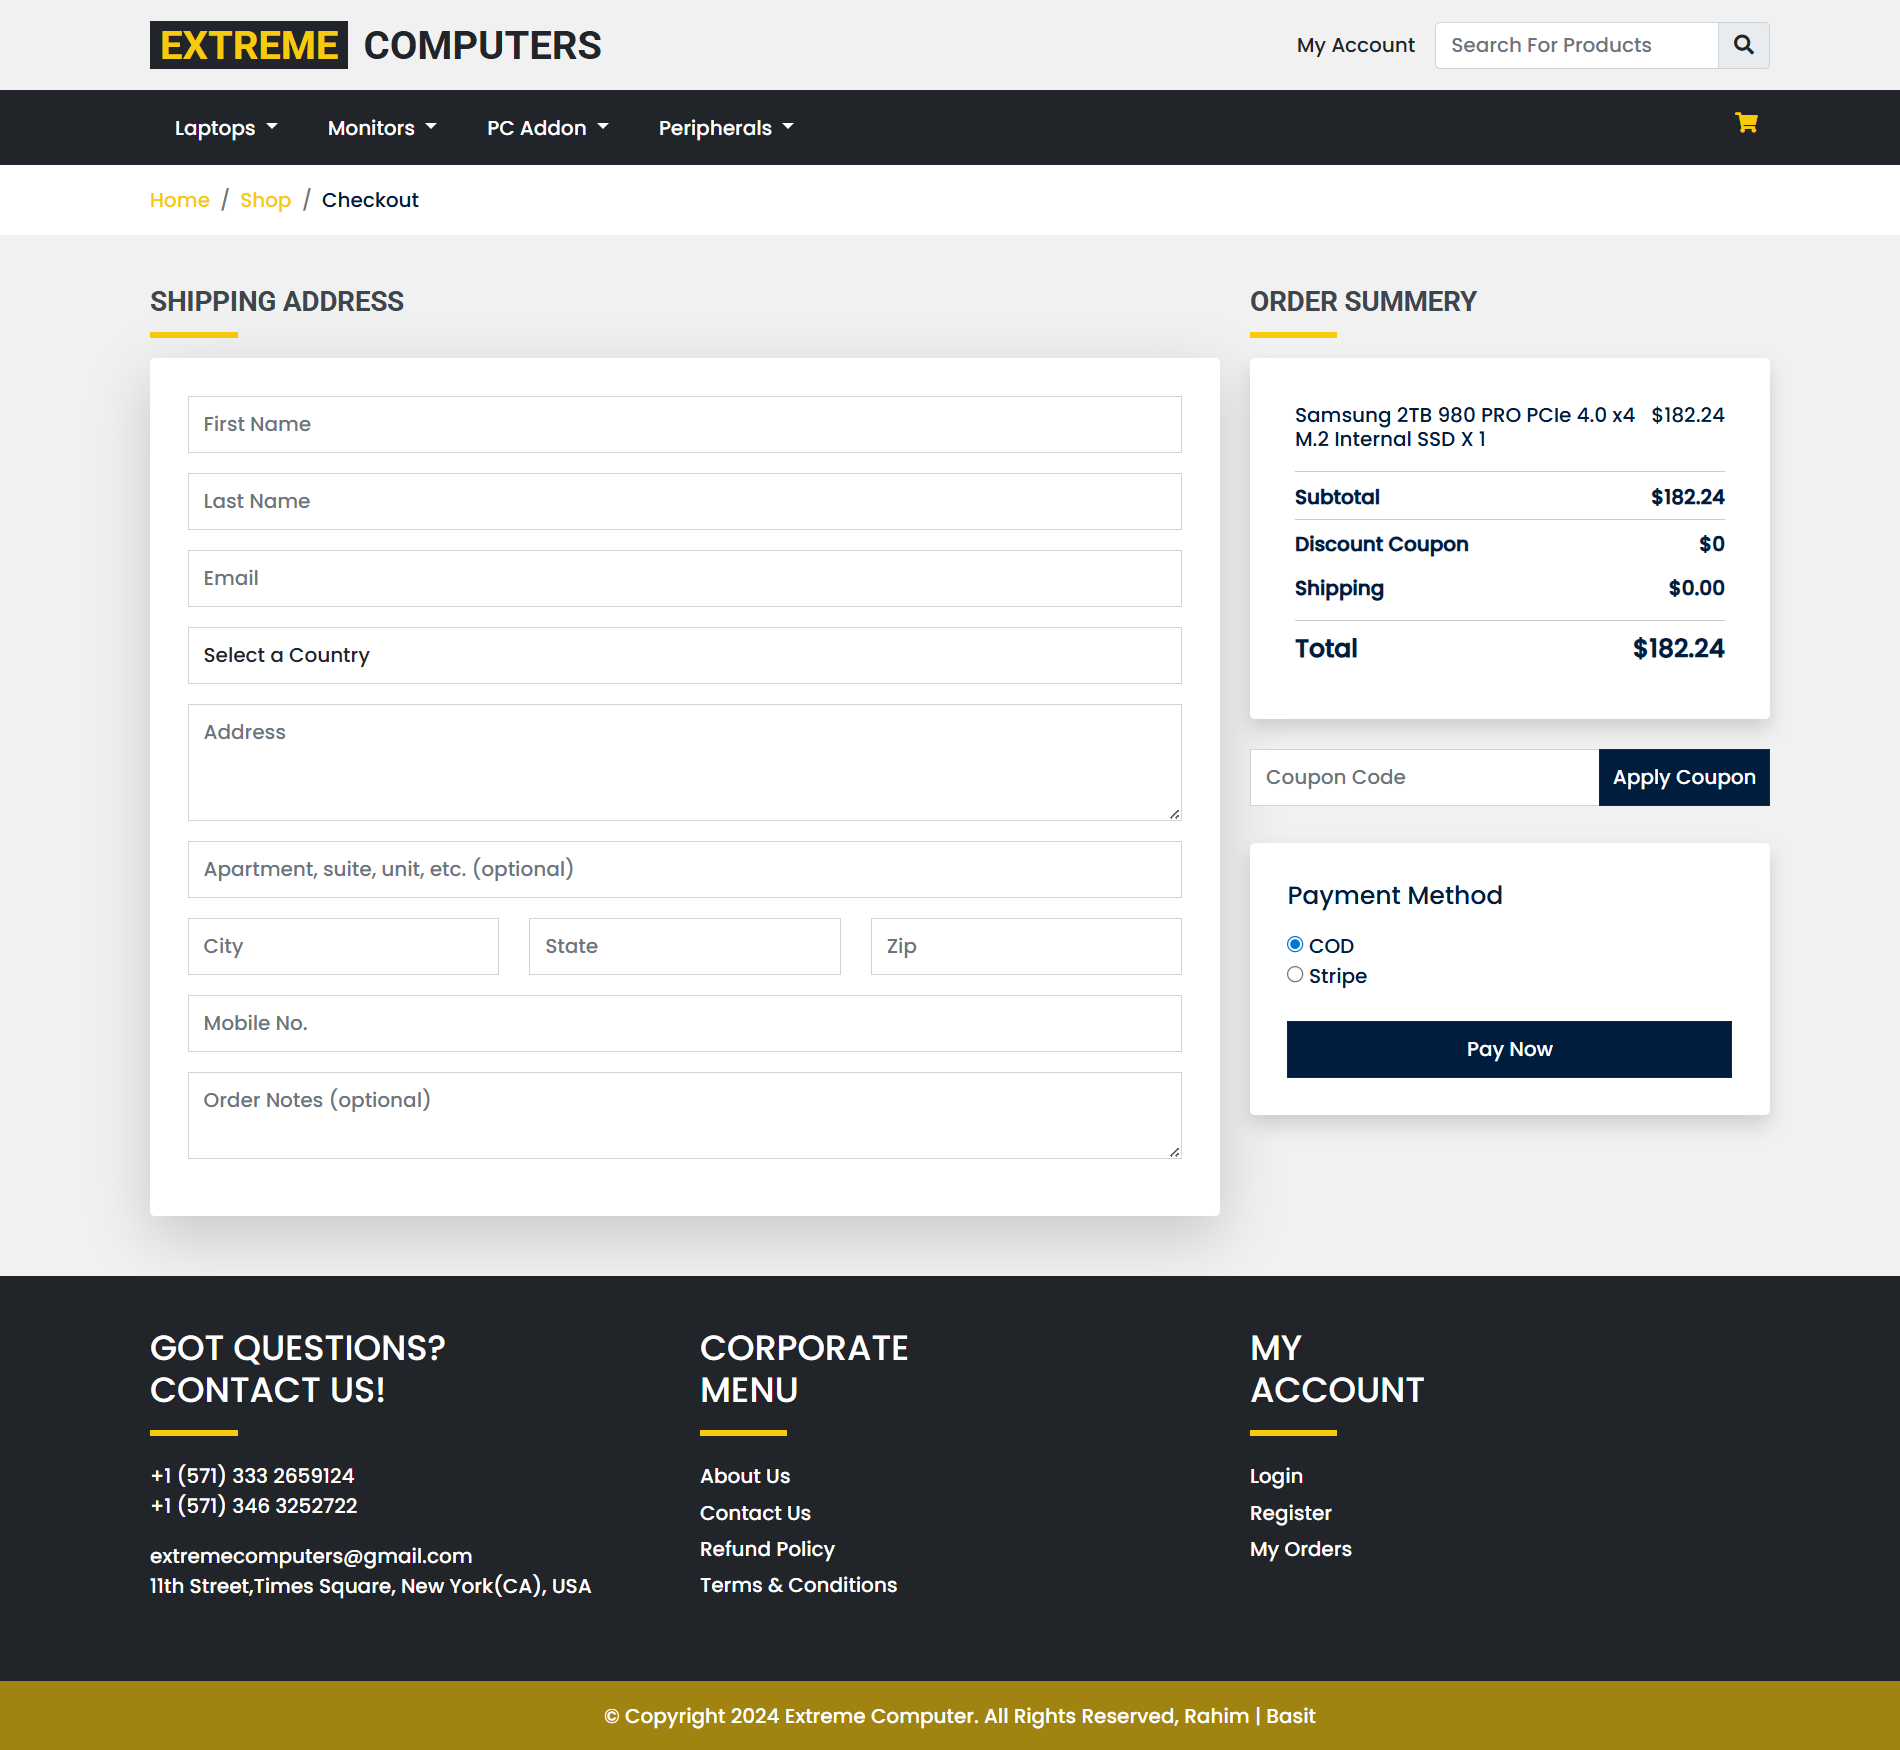 EXTREME COMPUTERS
My Account
Search For Products
Laptops
Monitors
PC Addon
Peripherals
Home / Shop / Checkout
SHIPPING ADDRESS
First Name
Last Name
Email
Select a Country
Address
Apartment, suite, unit, etc. (optional)
City
State
Zip
Mobile No.
Order Notes (optional)
ORDER SUMMERY
Samsung 2TB 980 PRO PCIe 4.0 x4 $182.24
M.2 Internal SSD X 1
Subtotal $182.24
Discount Coupon $0
Shipping $0.00
Total $182.24
Coupon Code
Apply Coupon
Payment Method
COD
Stripe
Pay Now
GOT QUESTIONS?
CONTACT US!
+1 (571) 333 2659124
+1 (571) 346 3252722
extremecomputers@gmail.com
11th Street,Times Square, New York(CA), USA
CORPORATE
MENU
About Us
Contact Us
Refund Policy
Terms & Conditions
MY
ACCOUNT
Login
Register
My Orders
© Copyright 2024 Extreme Computer. All Rights Reserved, Rahim | Basit